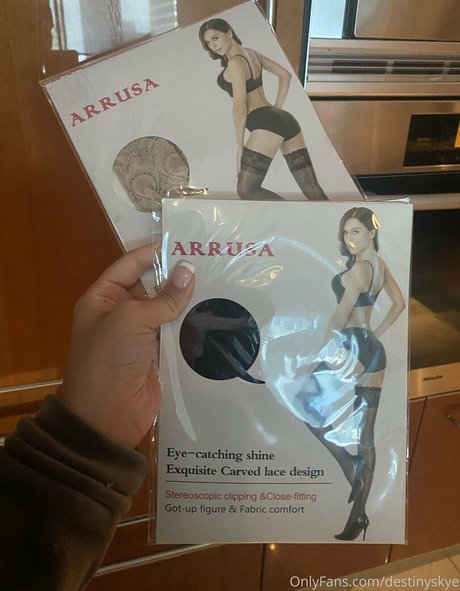 ARRUSA
ARRUSA
Eye-catching shine
Exquisite Carved lace design
Stereoscopic clipping &Close-fitting
Got-up figure & Fabric comfort
OnlyFans.com/destinyskye